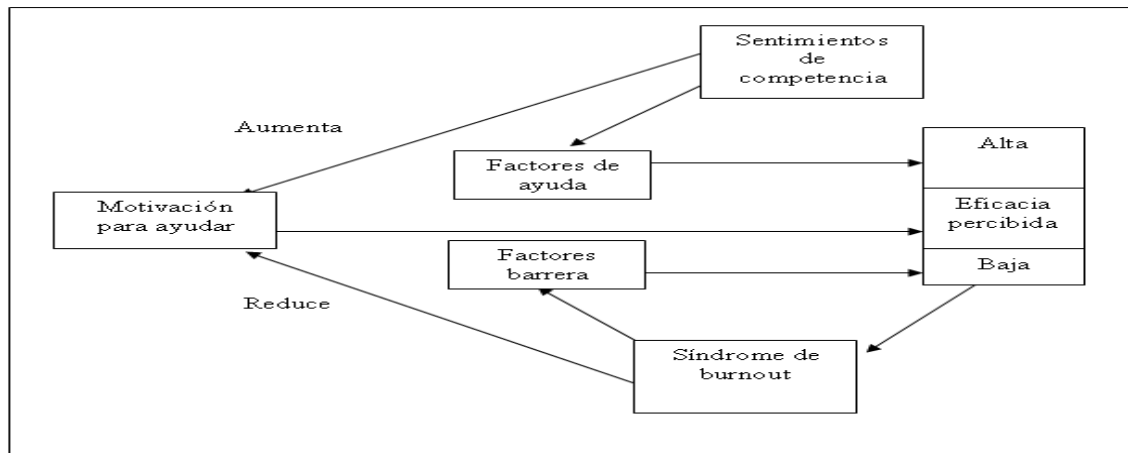 Sentimientos
de
competencia
Aumenta
Factores de
ayuda
Alta
Motivación
para ayudar
Eficacia
percibida
Factores
barrera
Baja
Reduce
Síndrome de
burnout